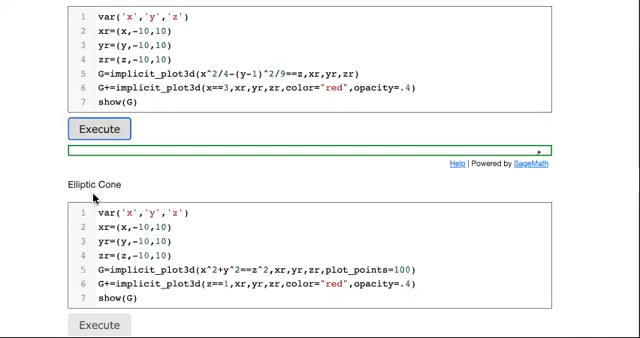 1 var('x','y','z')
2 xr=(x,-10,10)
3 yr=(y,-10,10)
4 zr=(z,-10,10)
5 G=implicit_plot3d(x^2/4-(y-1)^2/9==z,xr,yr,zr)
6 G+=implicit_plot3d(x==3,xr,yr,zr,color="red",opacity=.4)
7 show(G)
Execute
Help | Powered by SageMath
Elliptic Cone
1 var('x','y','z')
2 xr=(x,-10,10)
3 yr=(y,-10,10)
4 zr=(z,-10,10)
5 G=implicit_plot3d(x^2+y^2==z^2,xr,yr,zr,plot_points=100)
6 G+=implicit_plot3d(z==1,xr,yr,zr,color="red",opacity=.4)
7 show(G)
Execute